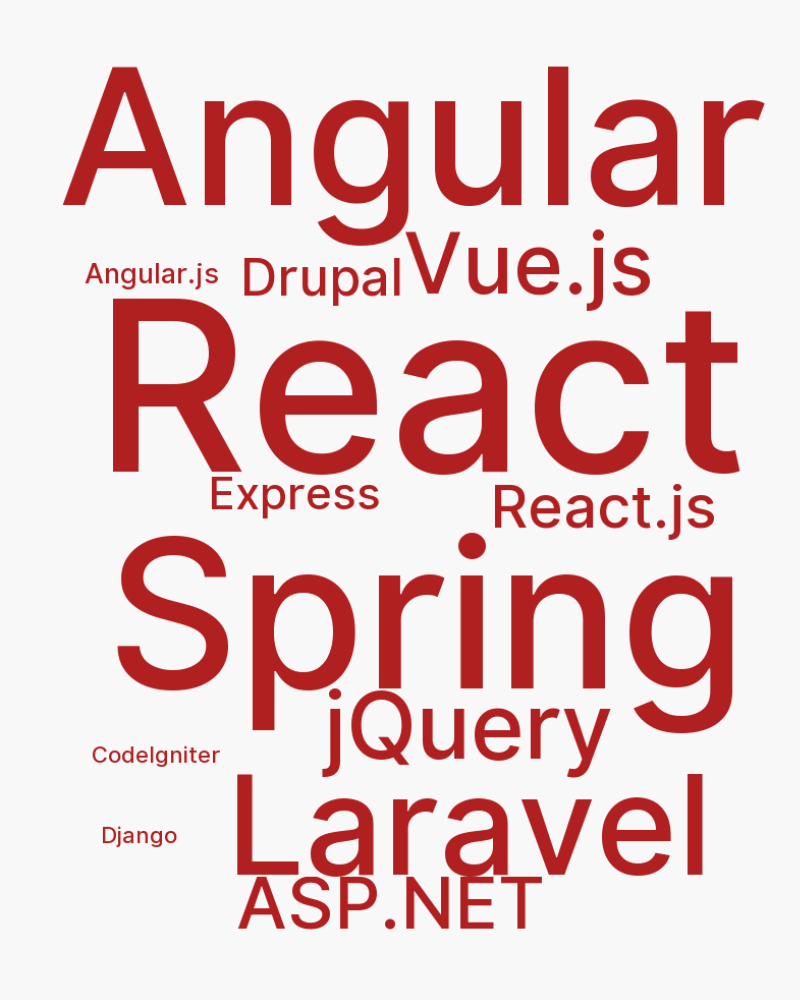 Angular
Angular.js Drupal Vue.js
React
Express React.js
Spring
jQuery
CodeIgniter
Laravel
Django
ASP.NET